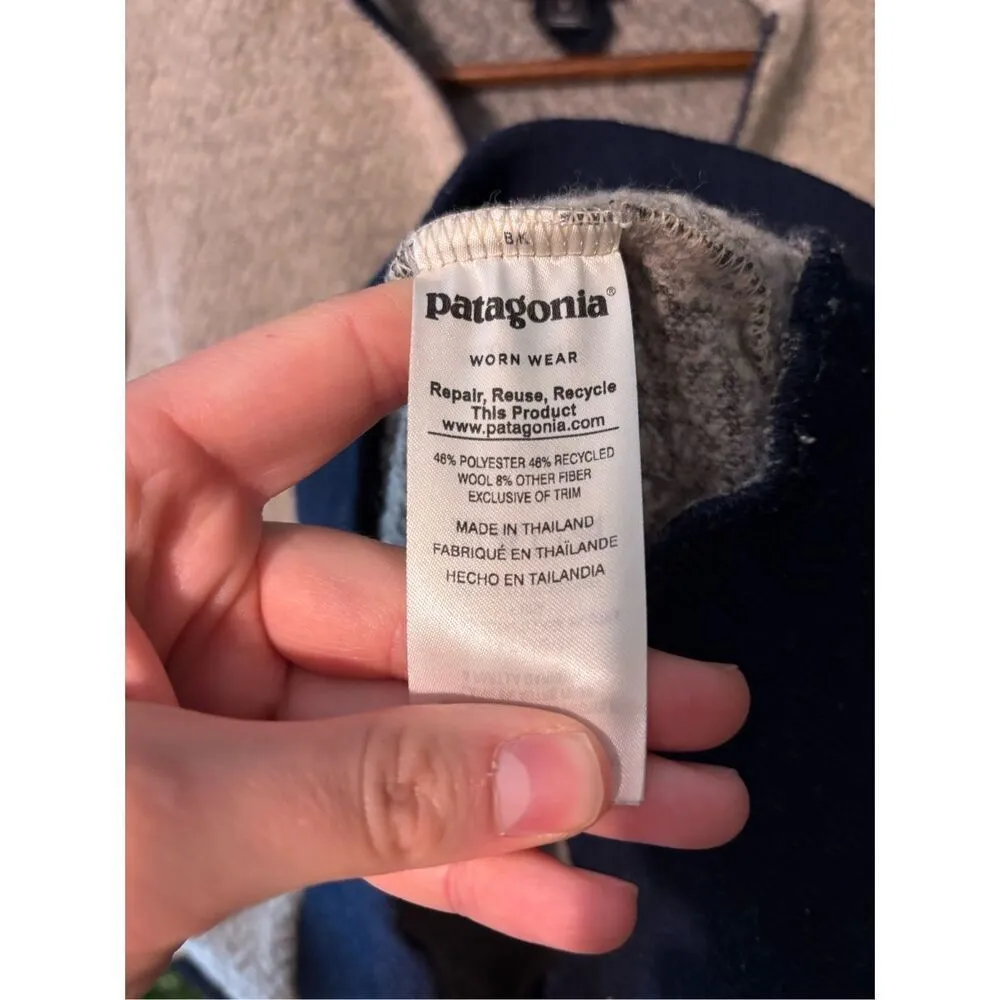 BK
patagonia®
WORN WEAR
Repair, Reuse, Recycle
This Product
www.patagonia.com
46% POLYESTER 46% RECYCLED
WOOL 8% OTHER FIBER
EXCLUSIVE OF TRIM
MADE IN THAILAND
FABRIQUÉ EN THAÏLANDE
HECHO EN TAILANDIA